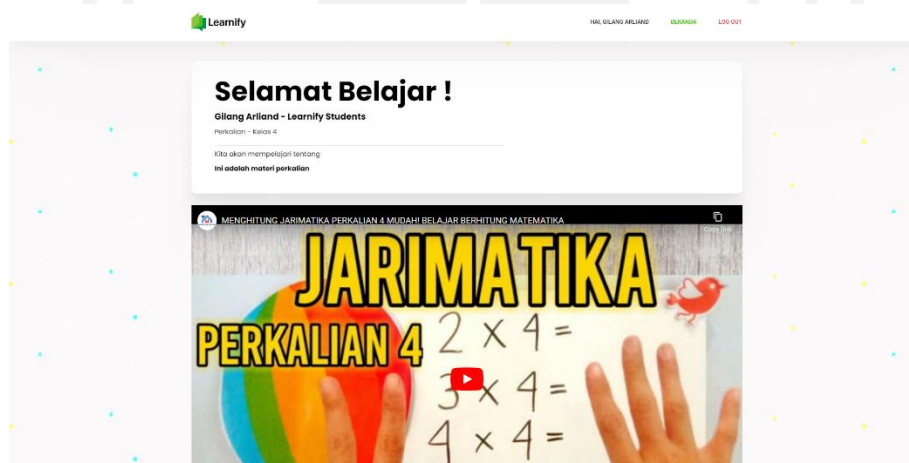 Learnify
HAI, GILANG ARLIAND BERANDA LOG OUT
Selamat Belajar !
Gilang Arliand - Learnify Students
Perkalian - Kelas 4
Kita akan mempelajari tentang
Ini adalah materi perkalian
MENGHITUNG JARIMATIKA PERKALIAN 4 MUDAH! BELAJAR BERHITUNG MATEMATIKA
Copy link
JARIMATIKA
PERKALIAN 4
2 x 4 =
3 x 4 =
4 x 4 =